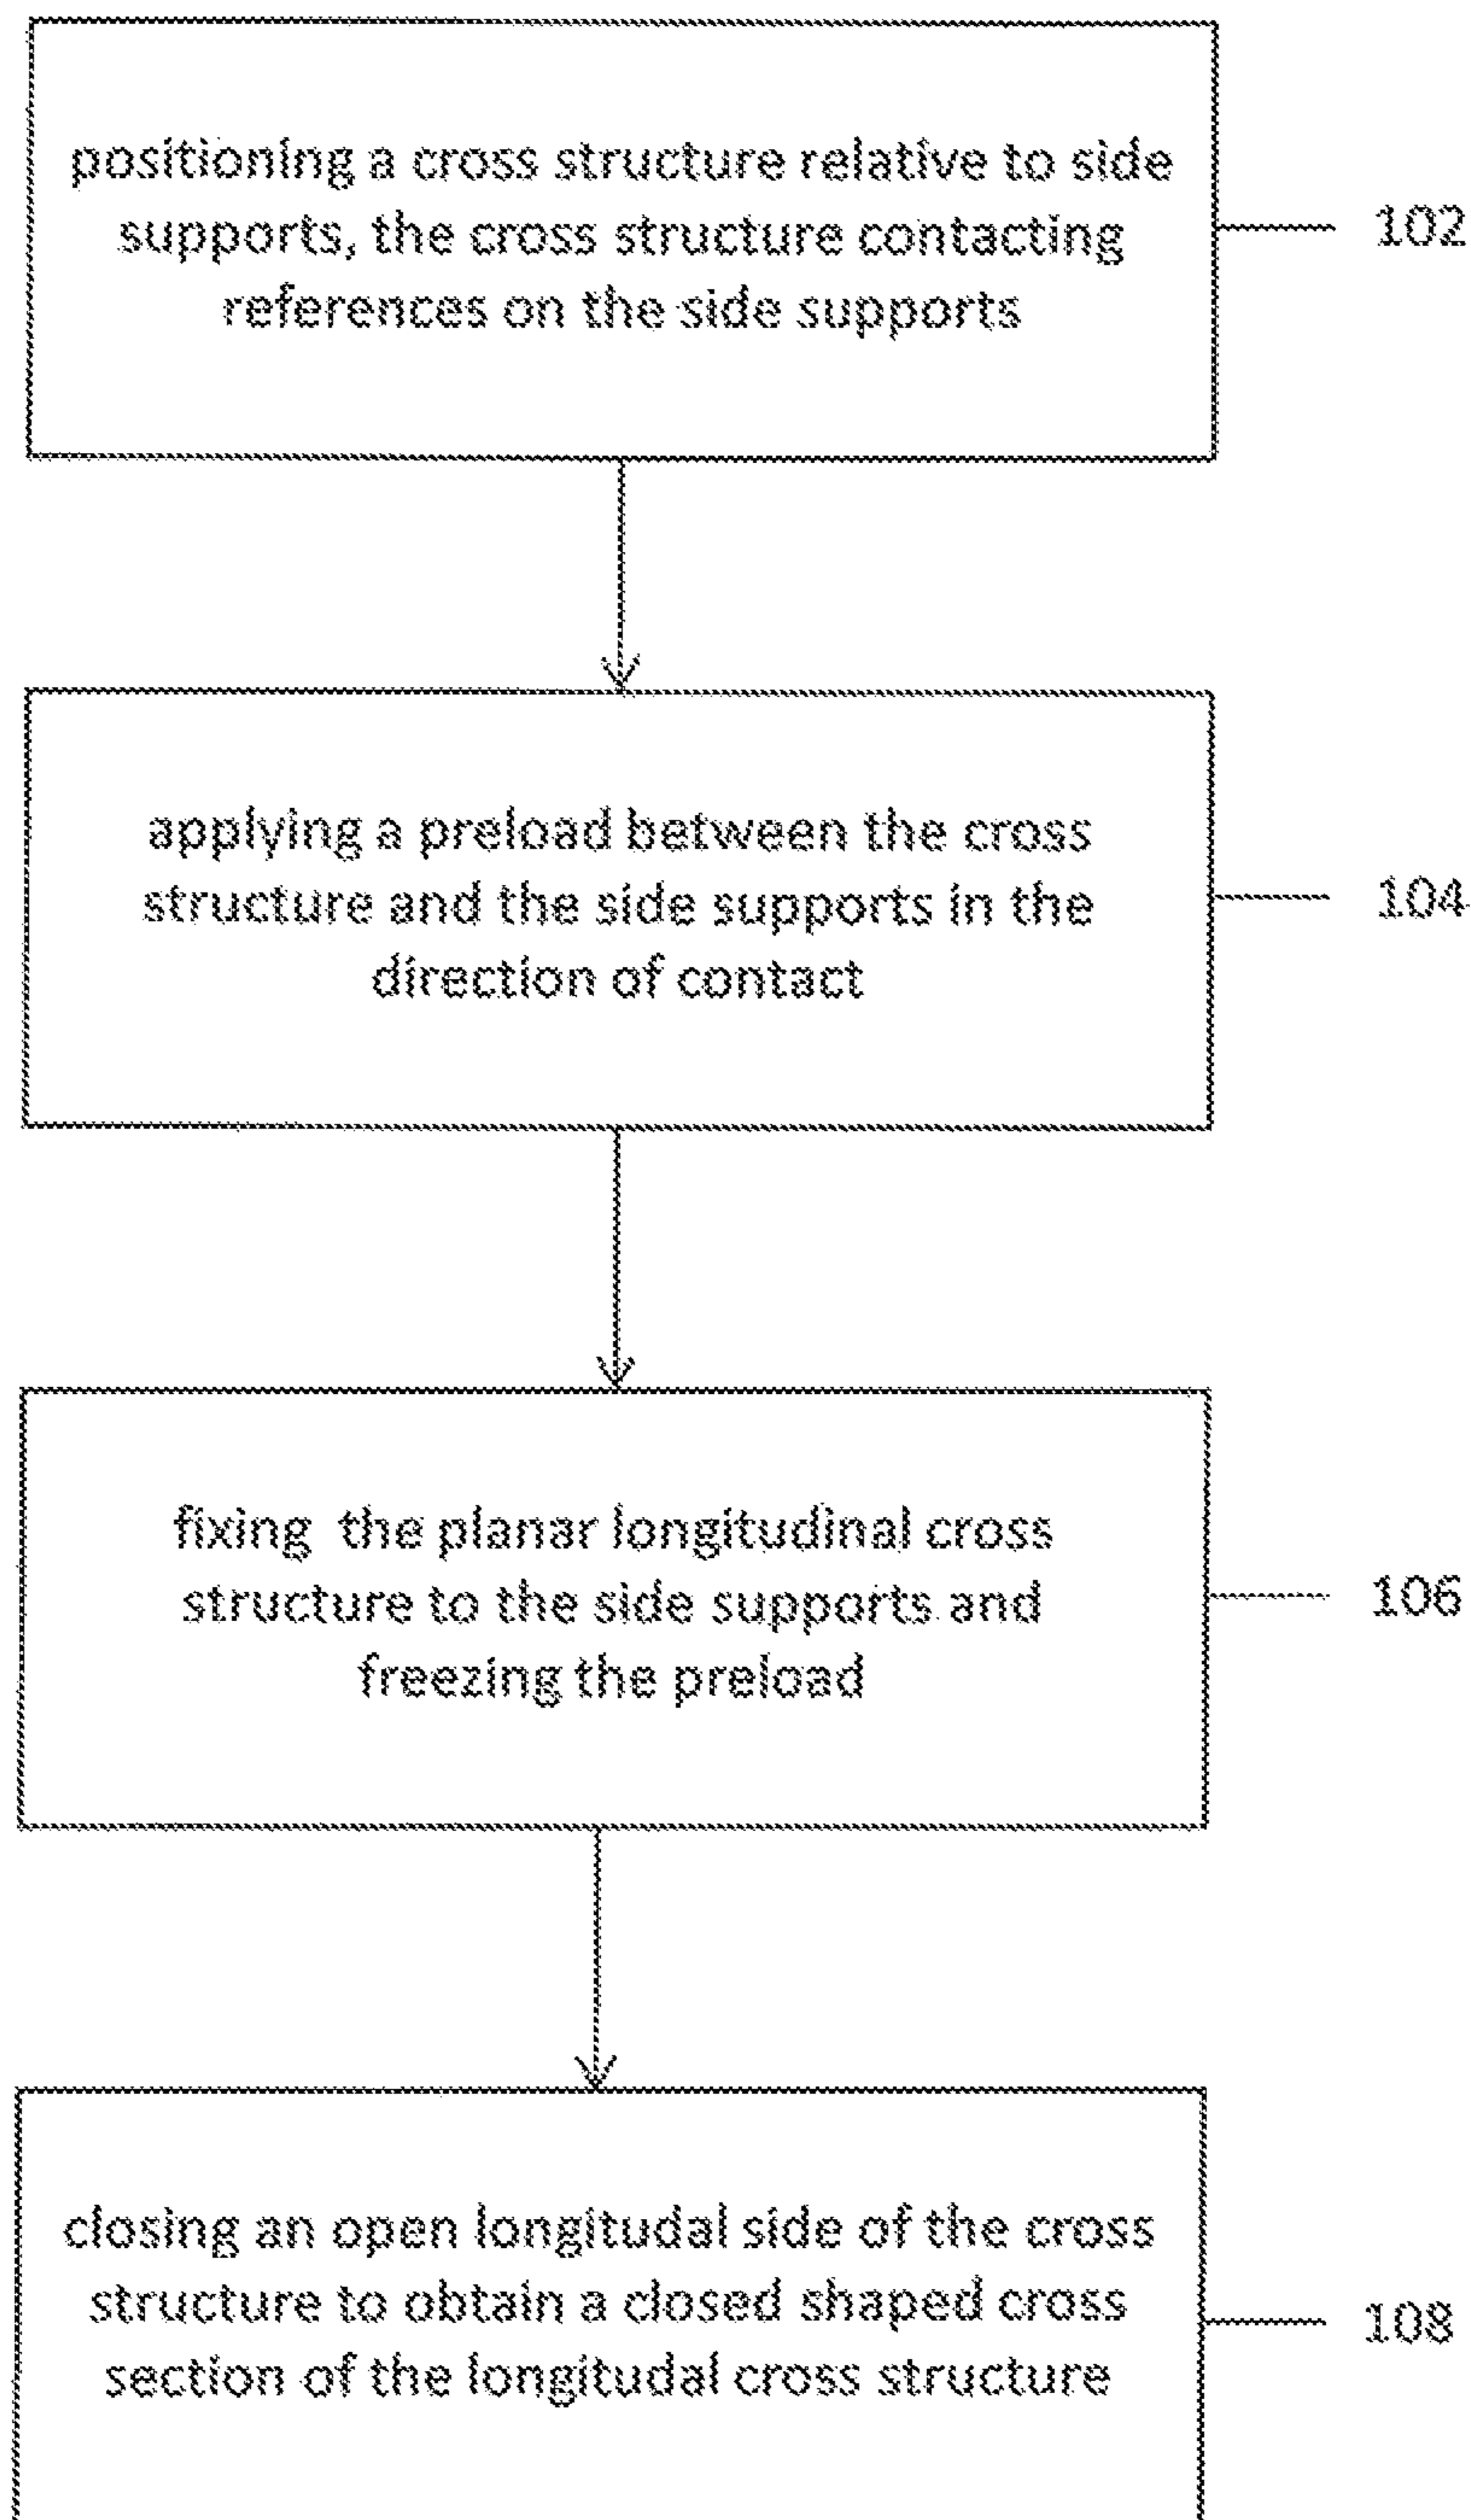 positioning a cross structure relative to side
supports, the cross structure contacting
references on the side supports
102
applying a preload between the cross
structure and the side supports in the
direction of contact
104
fixing the planar longitudinal cross
structure to the side supports and
freezing the preload
106
closing an open longitudal side of the cross
structure to obtain a closed shaped cross
section of the longitudal cross structure
108